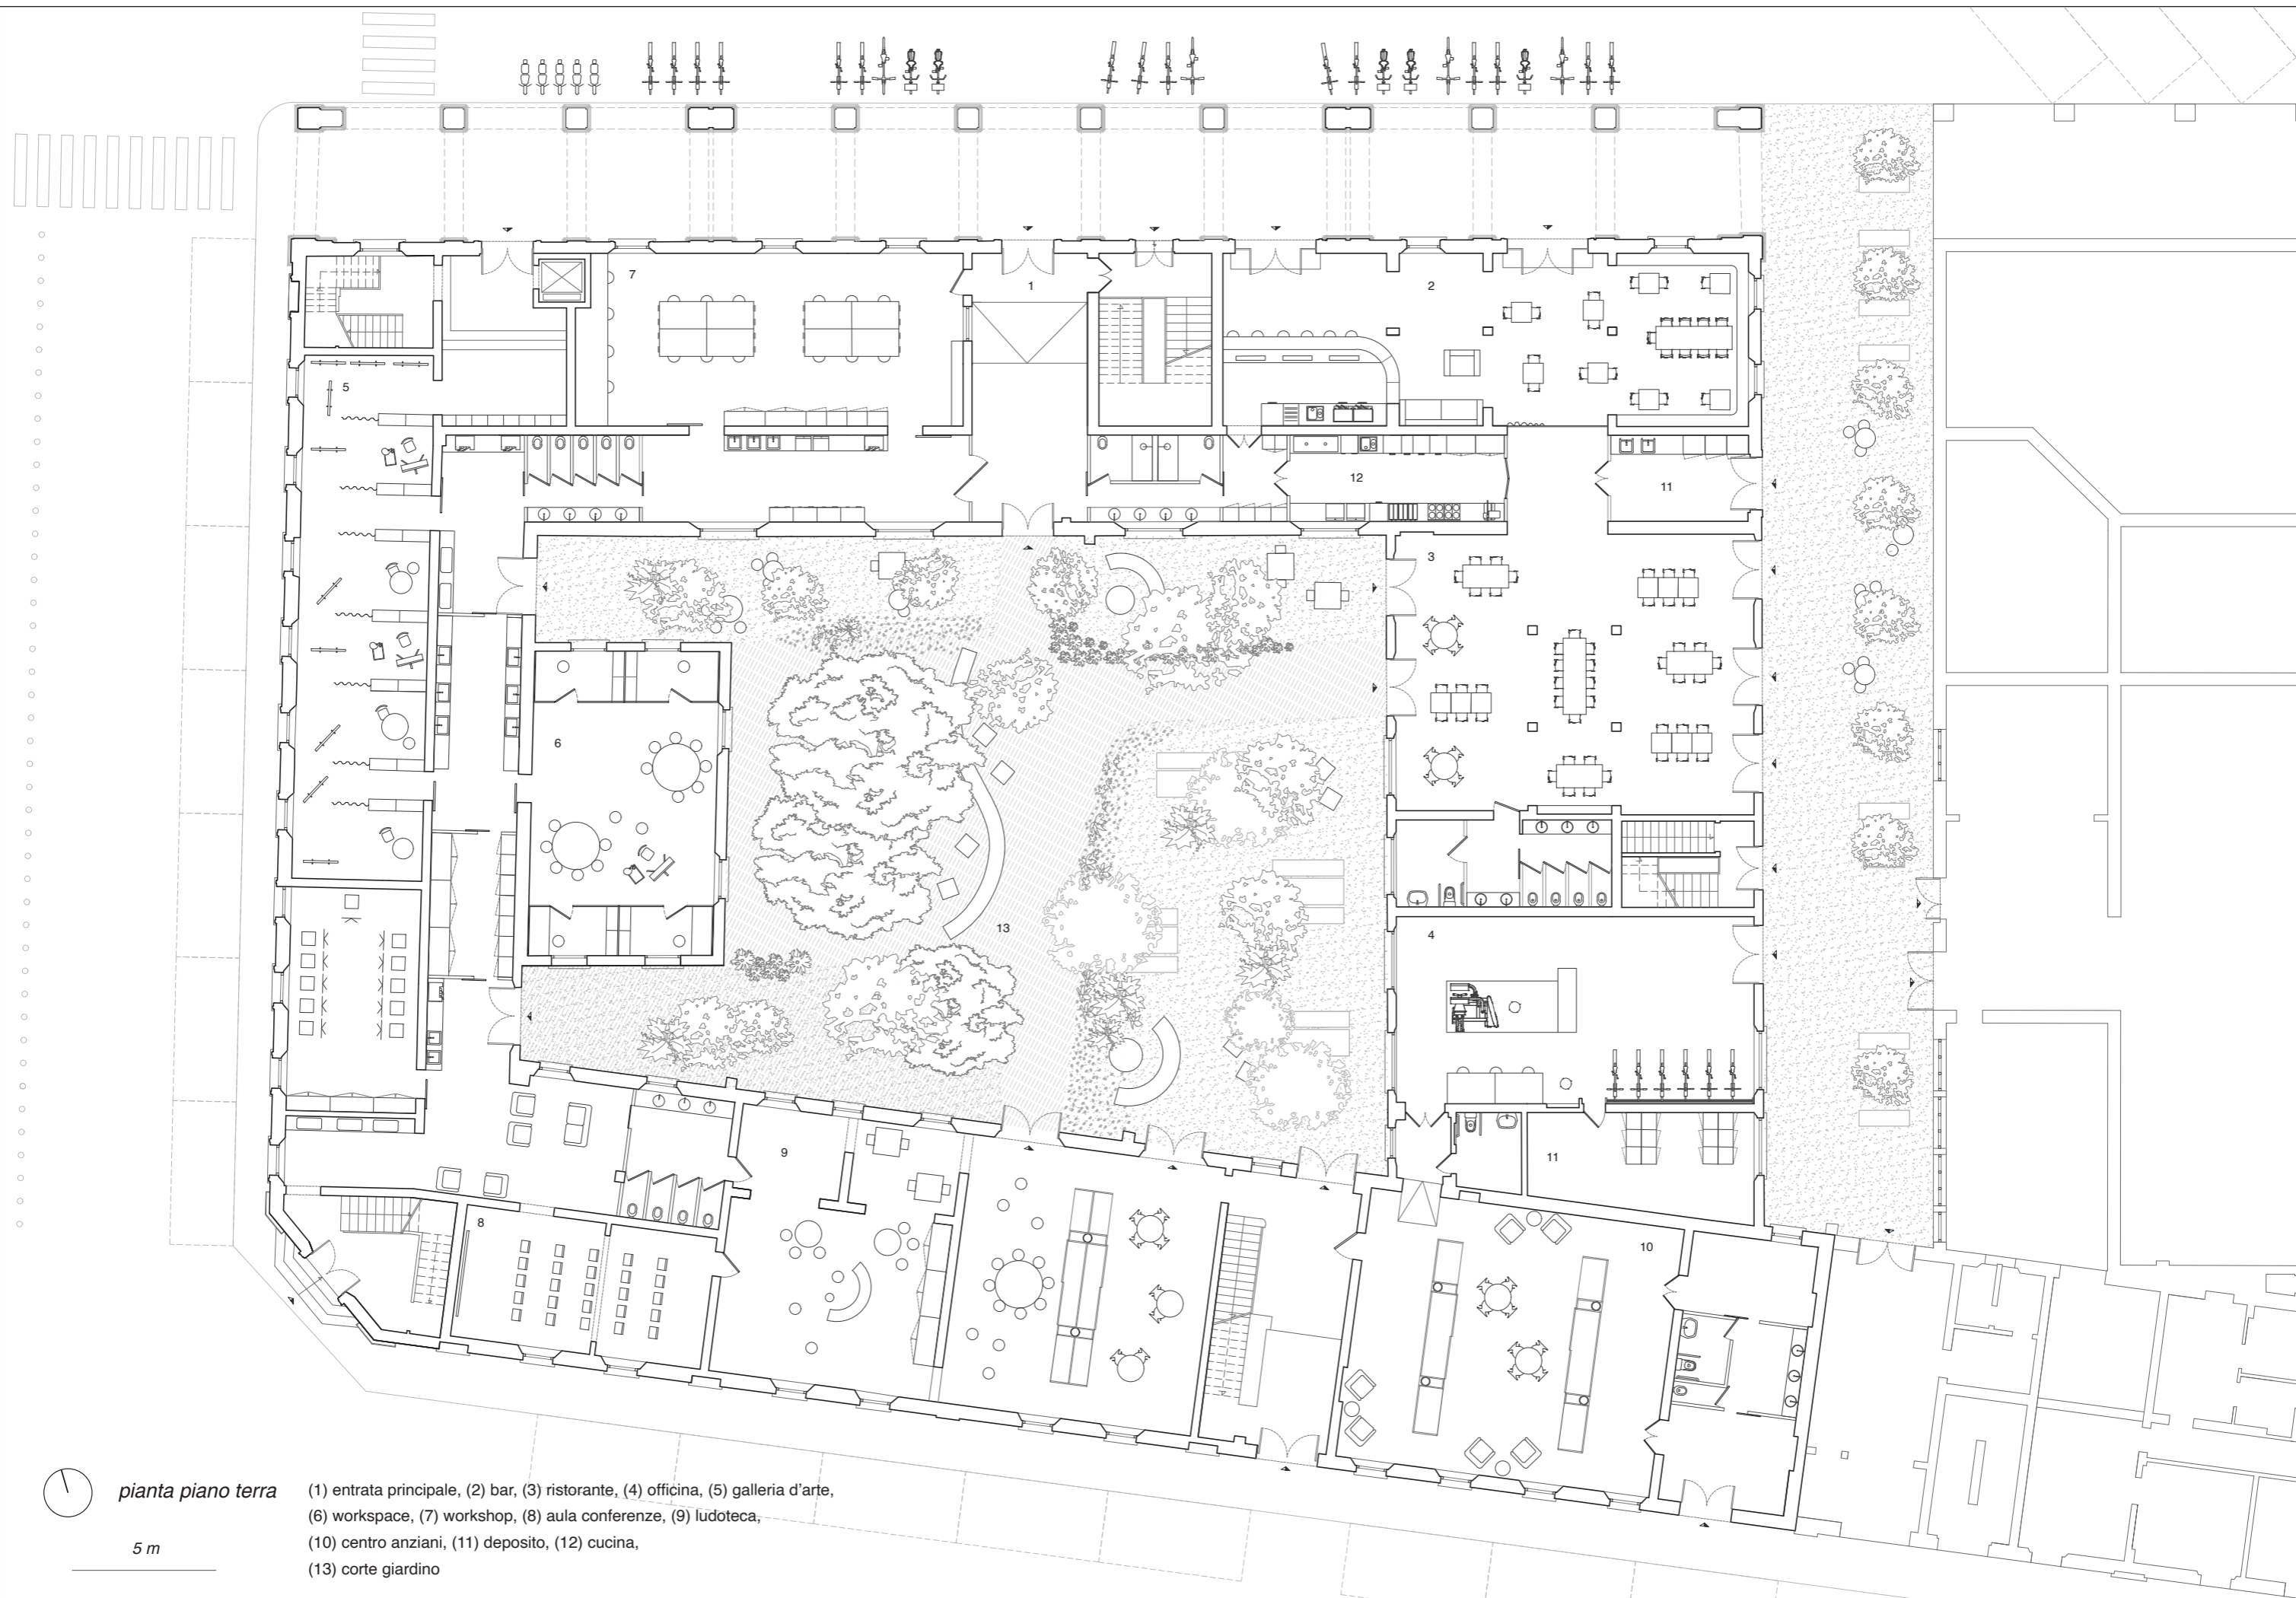 7
1
2
5
12
11
3
6
13
4
9
11
8
10
pianta piano terra
(1) entrata principale, (2) bar, (3) ristorante, (4) officina, (5) galleria d'arte,
(6) workspace, (7) workshop, (8) aula conferenze, (9) ludoteca,
(10) centro anziani, (11) deposito, (12) cucina,
(13) corte giardino
5 m